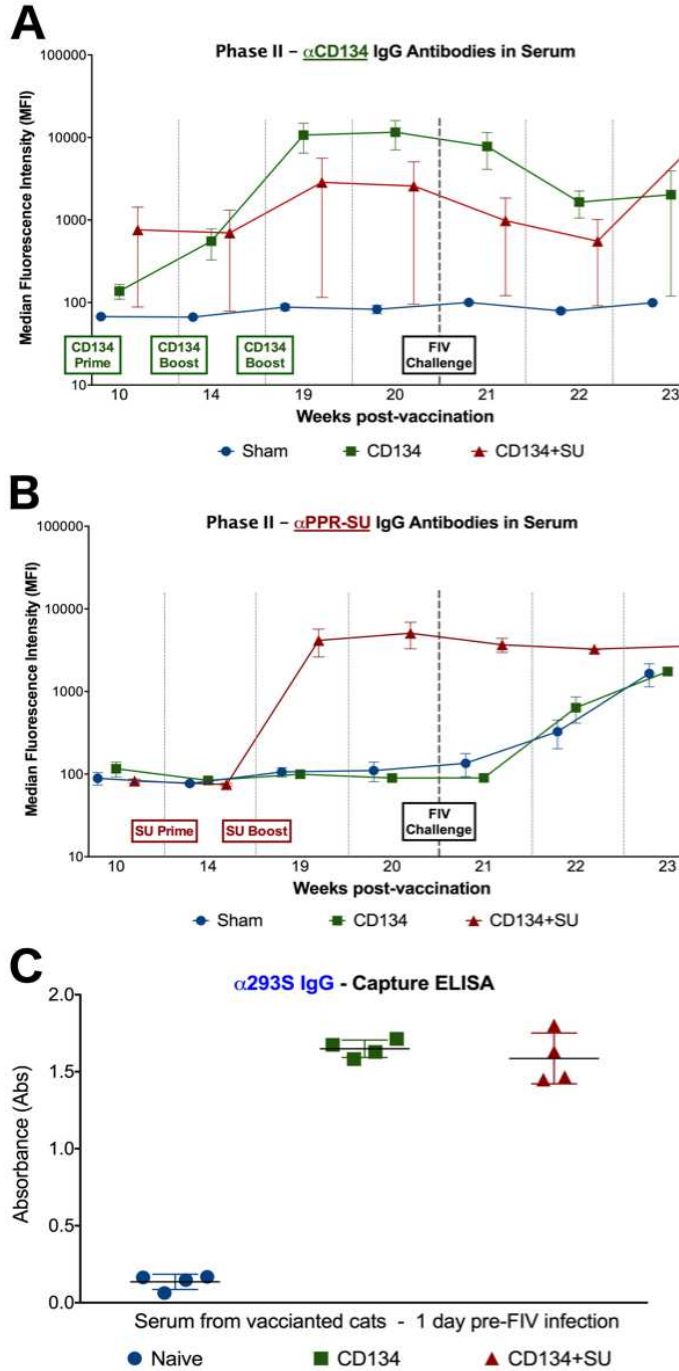 A
Phase II – αCD134 IgG Antibodies in Serum
Median Fluorescence Intensity (MFI)
100000
10000
1000
100
10
CD134 Prime
CD134 Boost
CD134 Boost
FIV Challenge
10 14 19 20 21 22 23
Weeks post-vaccination
Sham CD134 CD134+SU
B
Phase II – αPPR-SU IgG Antibodies in Serum
Median Fluorescence Intensity (MFI)
100000
10000
1000
100
10
SU Prime
SU Boost
FIV Challenge
10 14 19 20 21 22 23
Weeks post-vaccination
Sham CD134 CD134+SU
C
α293S IgG - Capture ELISA
Absorbance (Abs)
2.0
1.5
1.0
0.5
0.0
Serum from vaccianted cats - 1 day pre-FIV infection
Naive CD134 CD134+SU